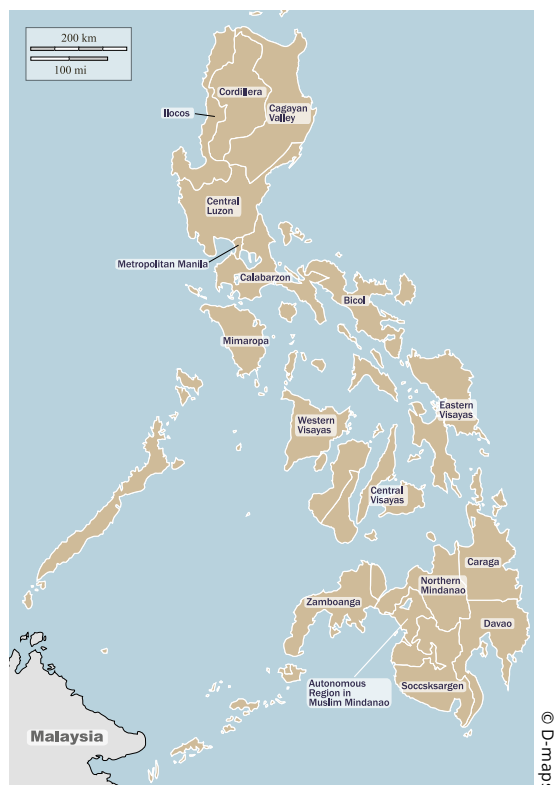 200 km
100 mi
Cordillera
Ilocos
Cagayan
Valley
Central
Luzon
Metropolitan Manila
Calabarzon
Bicol
Mimaropa
Eastern
Visayas
Western
Visayas
Central
Visayas
Caraga
Northern
Mindanao
Zamboanga
Davao
Autonomous
Region in
Muslim Mindanao
Soccsksargen
Malaysia
© D-maps